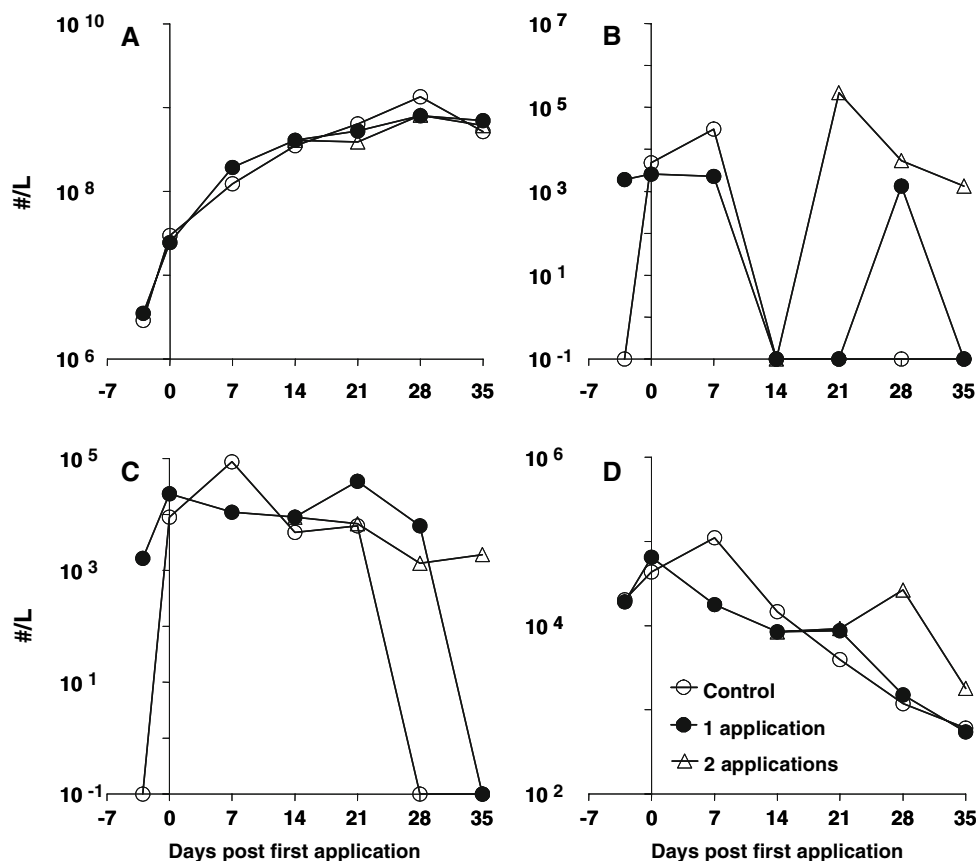 A
10^10
10^8
10^6
#/L
-7 0 7 14 21 28 35
B
10^7
10^5
10^3
10^1
10^-1
-7 0 7 14 21 28 35
C
10^5
10^3
10^1
10^-1
#/L
-7 0 7 14 21 28 35
Days post first application
D
10^6
10^4
10^2
Control
1 application
2 applications
-7 0 7 14 21 28 35
Days post first application